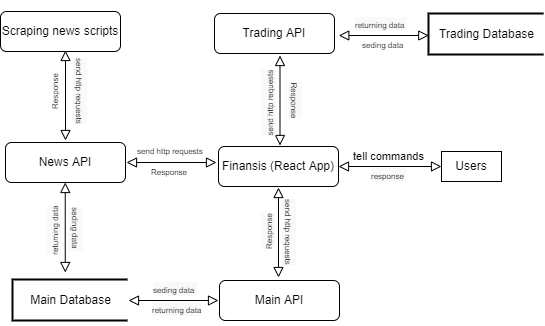 Scraping news scripts
Trading API
returning data
seding data
Trading Database
Response
send http requests
send http requests
Response
News API
send http requests
Response
Finansis (React App)
tell commands
response
Users
returning data
seding data
Response
send http requests
Main Database
seding data
returning data
Main API